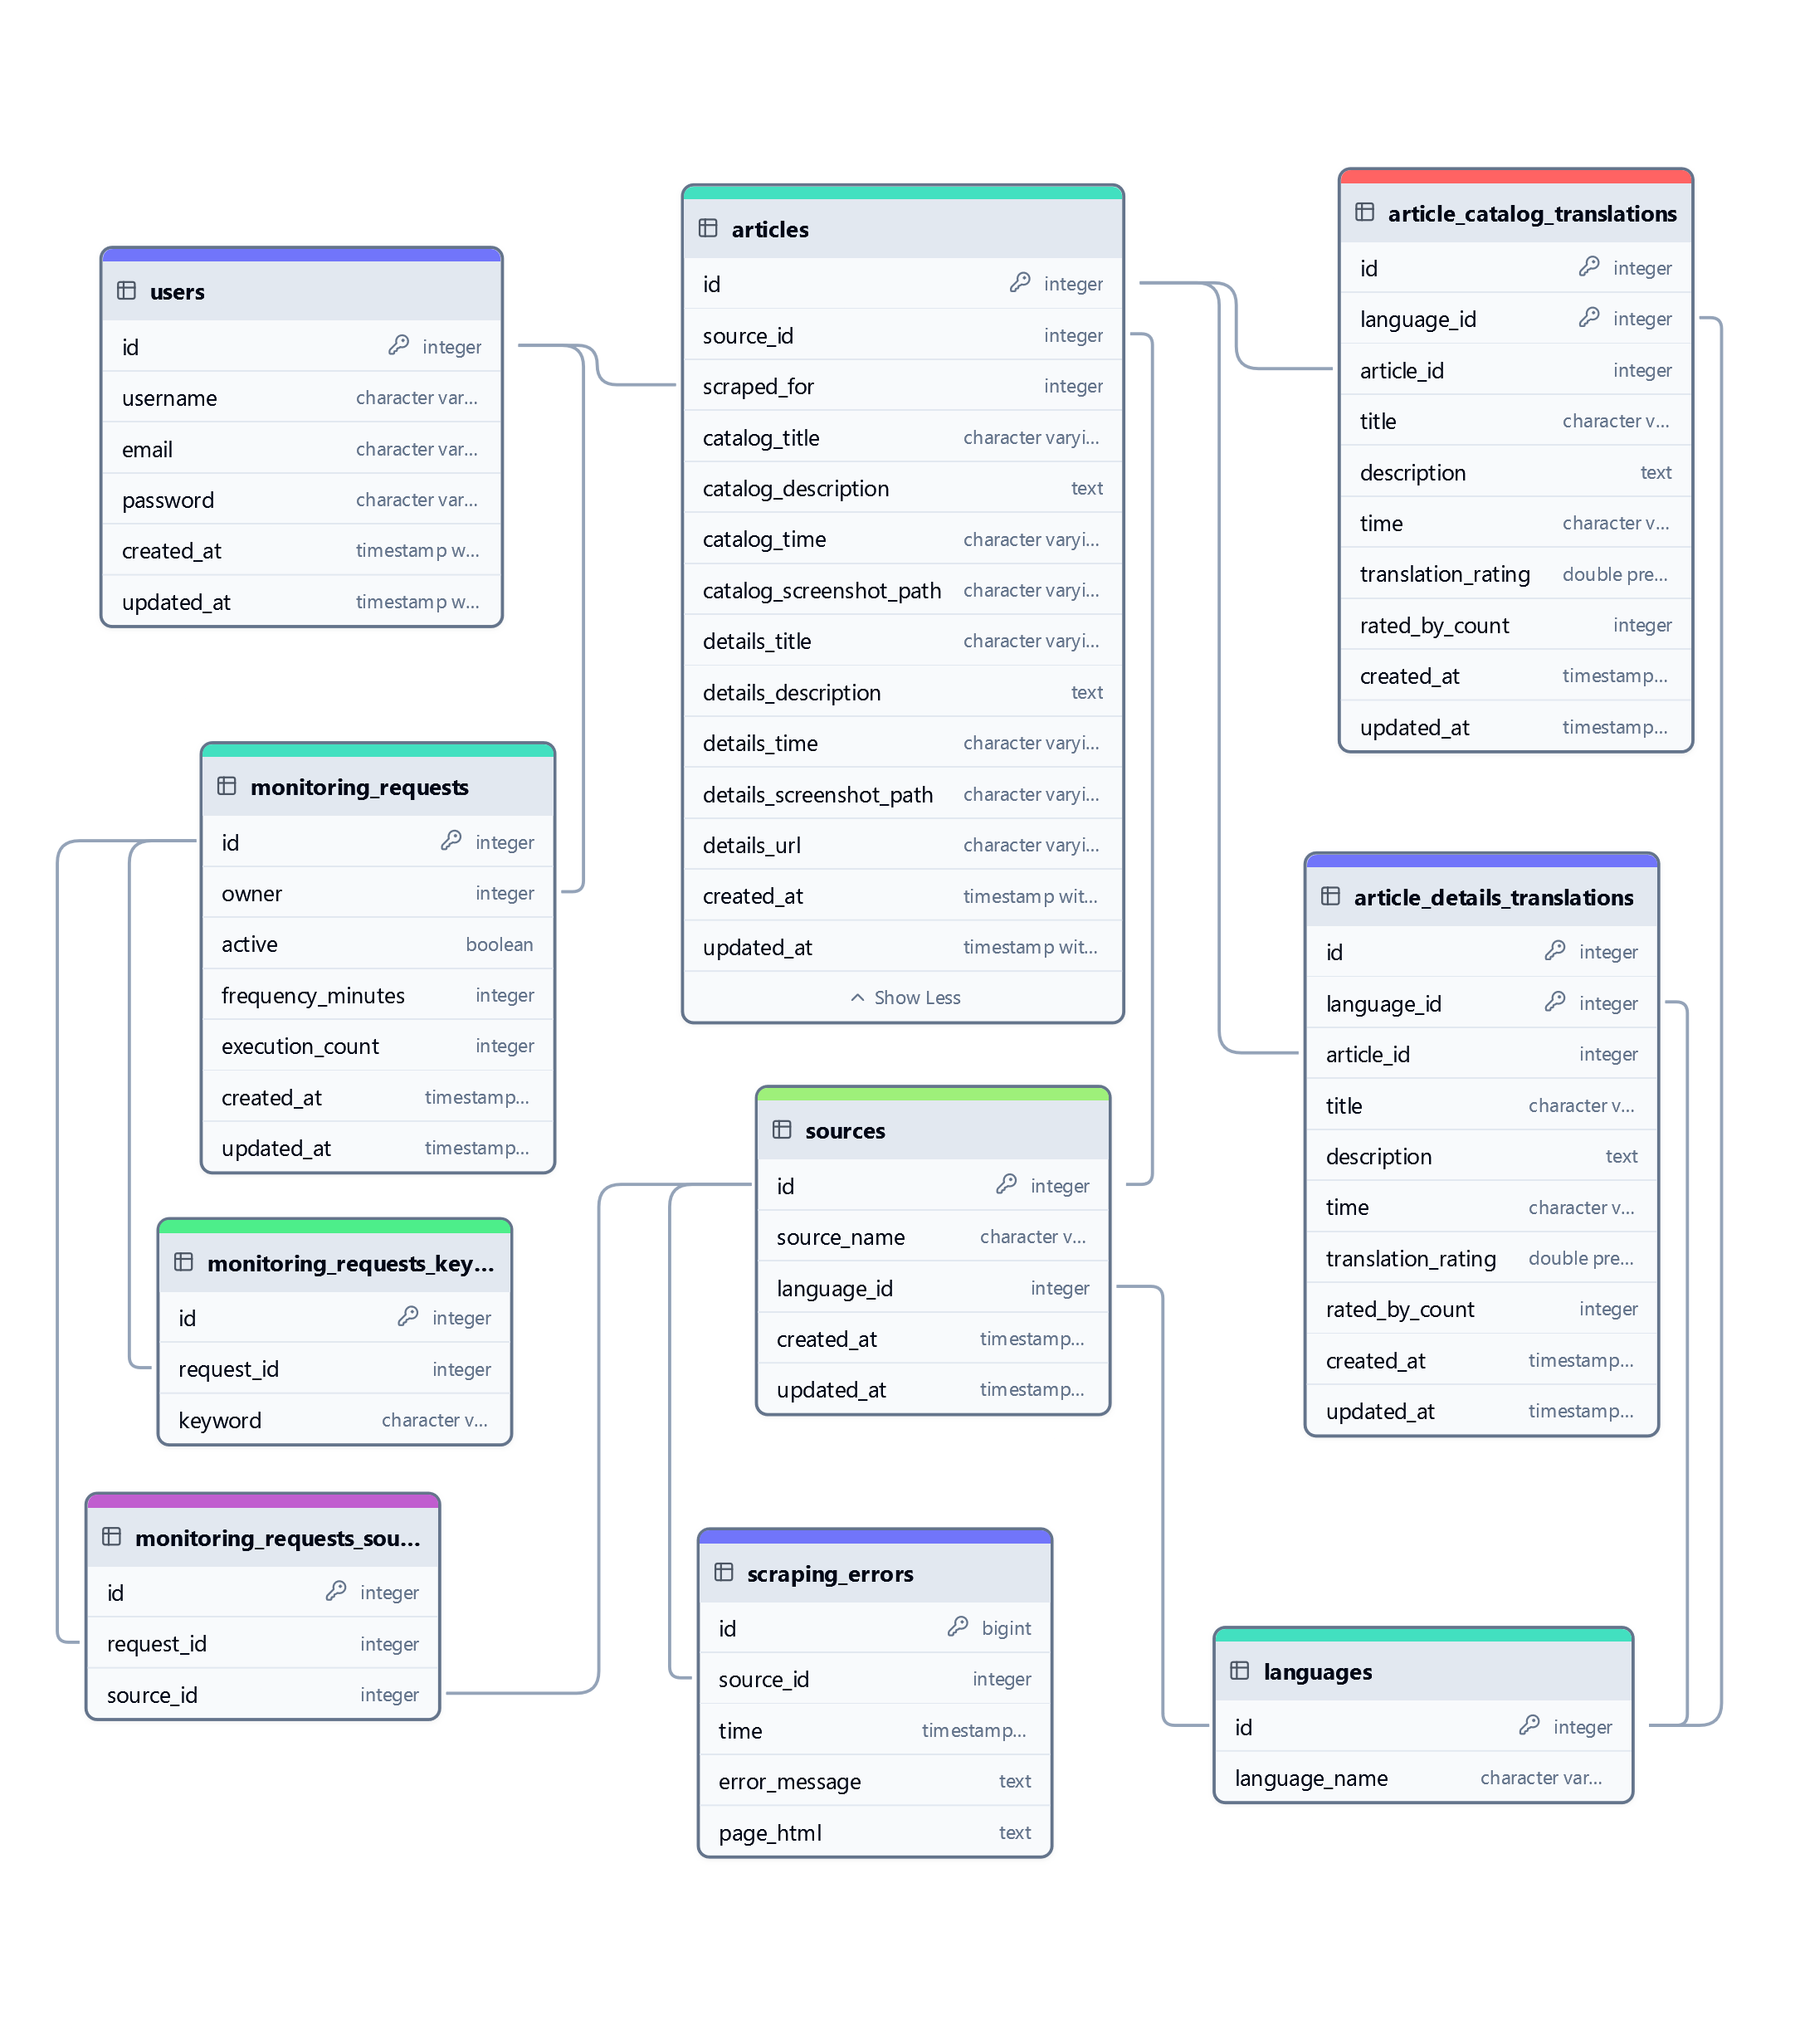 users
id integer
username character var...
email character var...
password character var...
created_at timestamp w...
updated_at timestamp w...
articles
id integer
source_id integer
scraped_for integer
catalog_title character varyi...
catalog_description text
catalog_time character varyi...
catalog_screenshot_path character varyi...
details_title character varyi...
details_description text
details_time character varyi...
details_screenshot_path character varyi...
details_url character varyi...
created_at timestamp wit...
updated_at timestamp wit...
Show Less
article_catalog_translations
id integer
language_id integer
article_id integer
title character v...
description text
time character v...
translation_rating double pre...
rated_by_count integer
created_at timestamp...
updated_at timestamp...
monitoring_requests
id integer
owner integer
active boolean
frequency_minutes integer
execution_count integer
created_at timestamp...
updated_at timestamp...
article_details_translations
id integer
language_id integer
article_id integer
title character v...
description text
time character v...
translation_rating double pre...
rated_by_count integer
created_at timestamp...
updated_at timestamp...
sources
id integer
source_name character v...
language_id integer
created_at timestamp...
updated_at timestamp...
monitoring_requests_key...
id integer
request_id integer
keyword character v...
monitoring_requests_sou...
id integer
request_id integer
source_id integer
scraping_errors
id bigint
source_id integer
time timestamp...
error_message text
page_html text
languages
id integer
language_name character var...